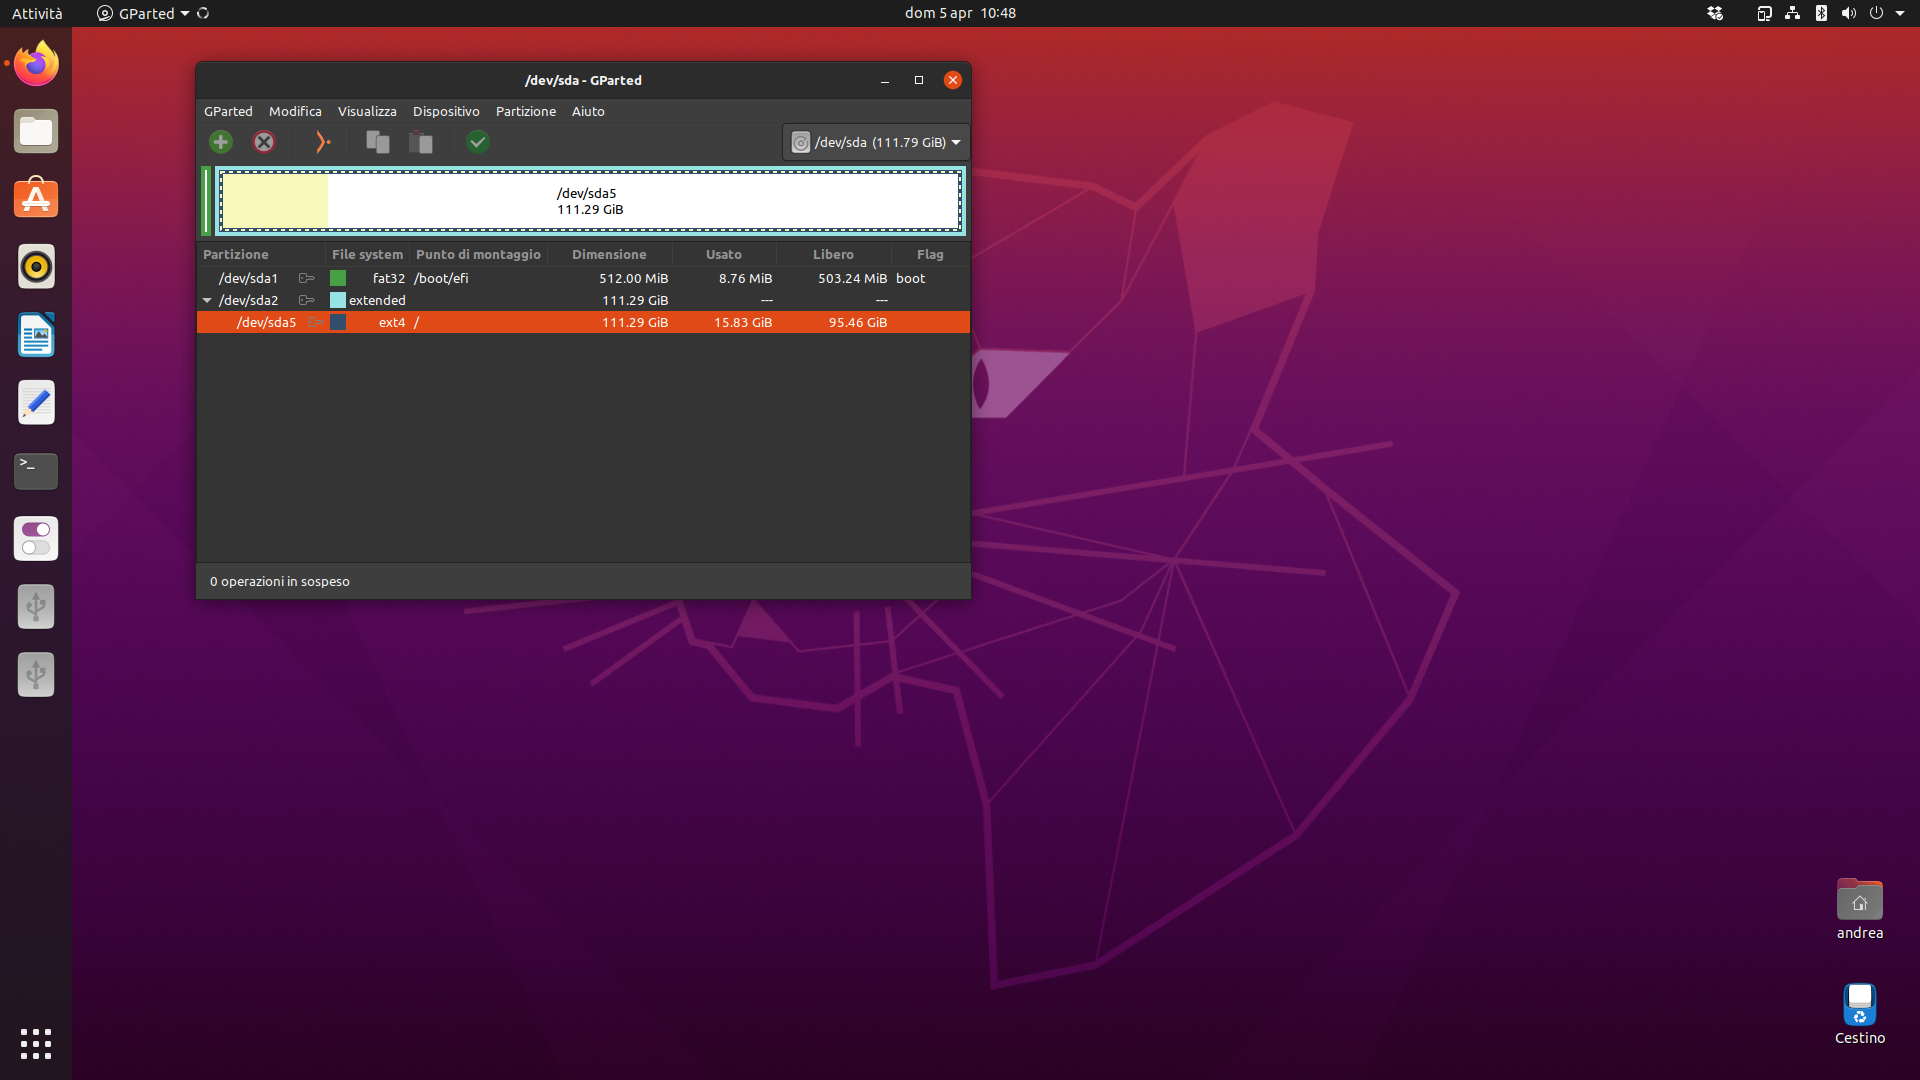 Attività GParted dom 5 apr 10:48
/dev/sda - GParted
GParted Modifica Visualizza Dispositivo Partizione Aiuto
/dev/sda (111.79 GiB)
/dev/sda5
111.29 GiB
Partizione File system Punto di montaggio Dimensione Usato Libero Flag
/dev/sda1 fat32 /boot/efi 512.00 MiB 8.76 MiB 503.24 MiB boot
/dev/sda2 extended 111.29 GiB --- ---
/dev/sda5 ext4 / 111.29 GiB 15.83 GiB 95.46 GiB
0 operazioni in sospeso
andrea
Cestino